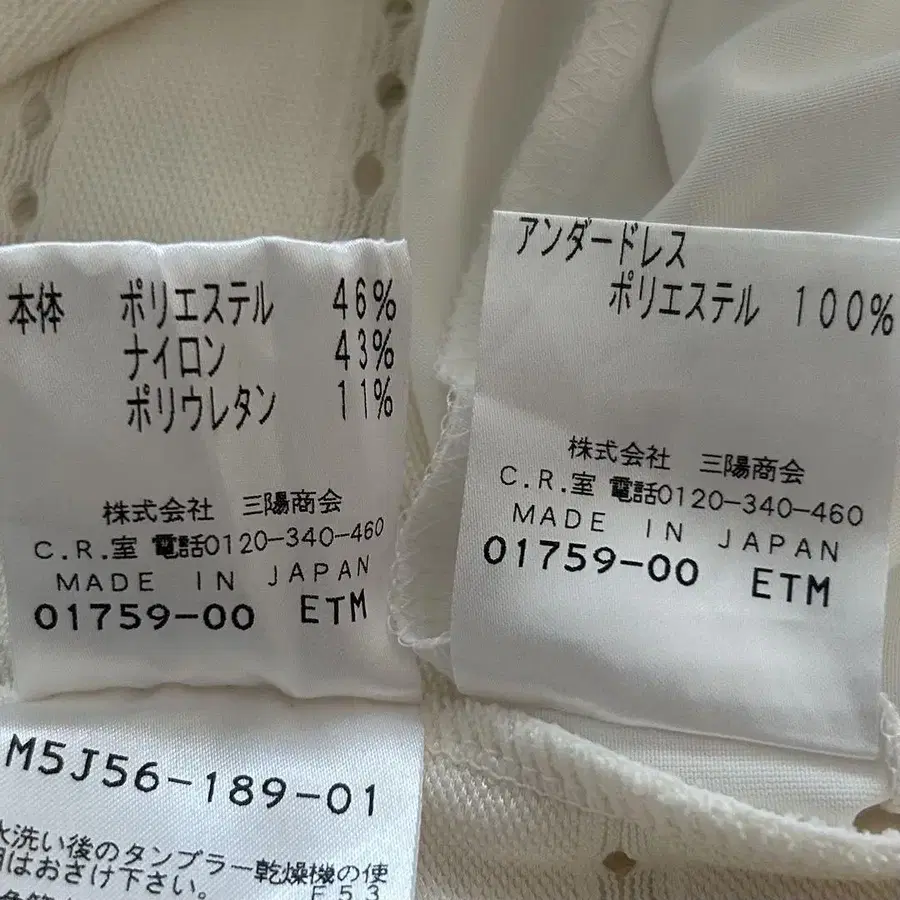 本体 ポリエステル 46%
ナイロン 43%
ポリウレタン 11%
株式会社 三陽商会
C.R.室 電話0120-340-460
MADE IN JAPAN
01759-00 ETM
アンダードレス
ポリエステル 100%
株式会社 三陽商会
C.R.室 電話0120-340-460
MADE IN JAPAN
01759-00 ETM
M5J56-189-01
水洗い後のタンブラー乾燥機の使
用はおさけ下さい。
F53